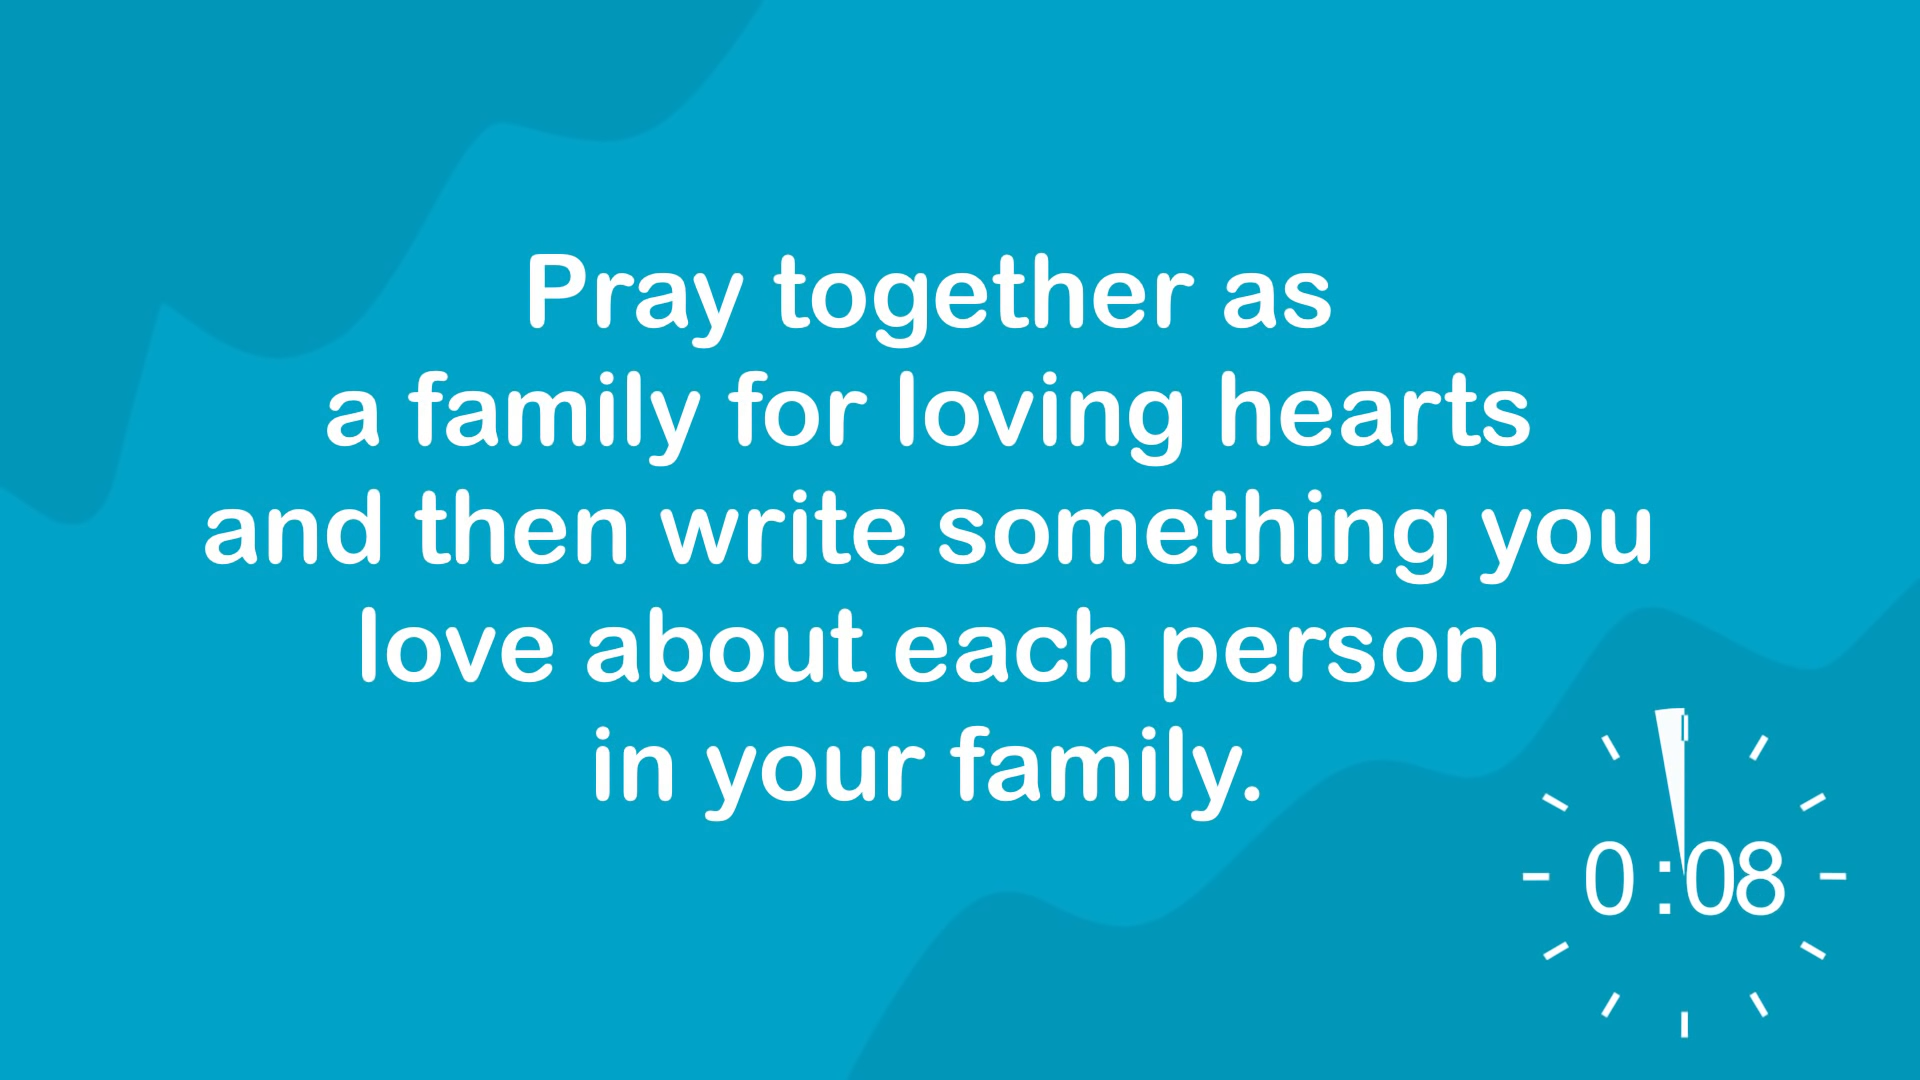 Pray together as
a family for loving hearts
and then write something you
love about each person
in your family.
0:08